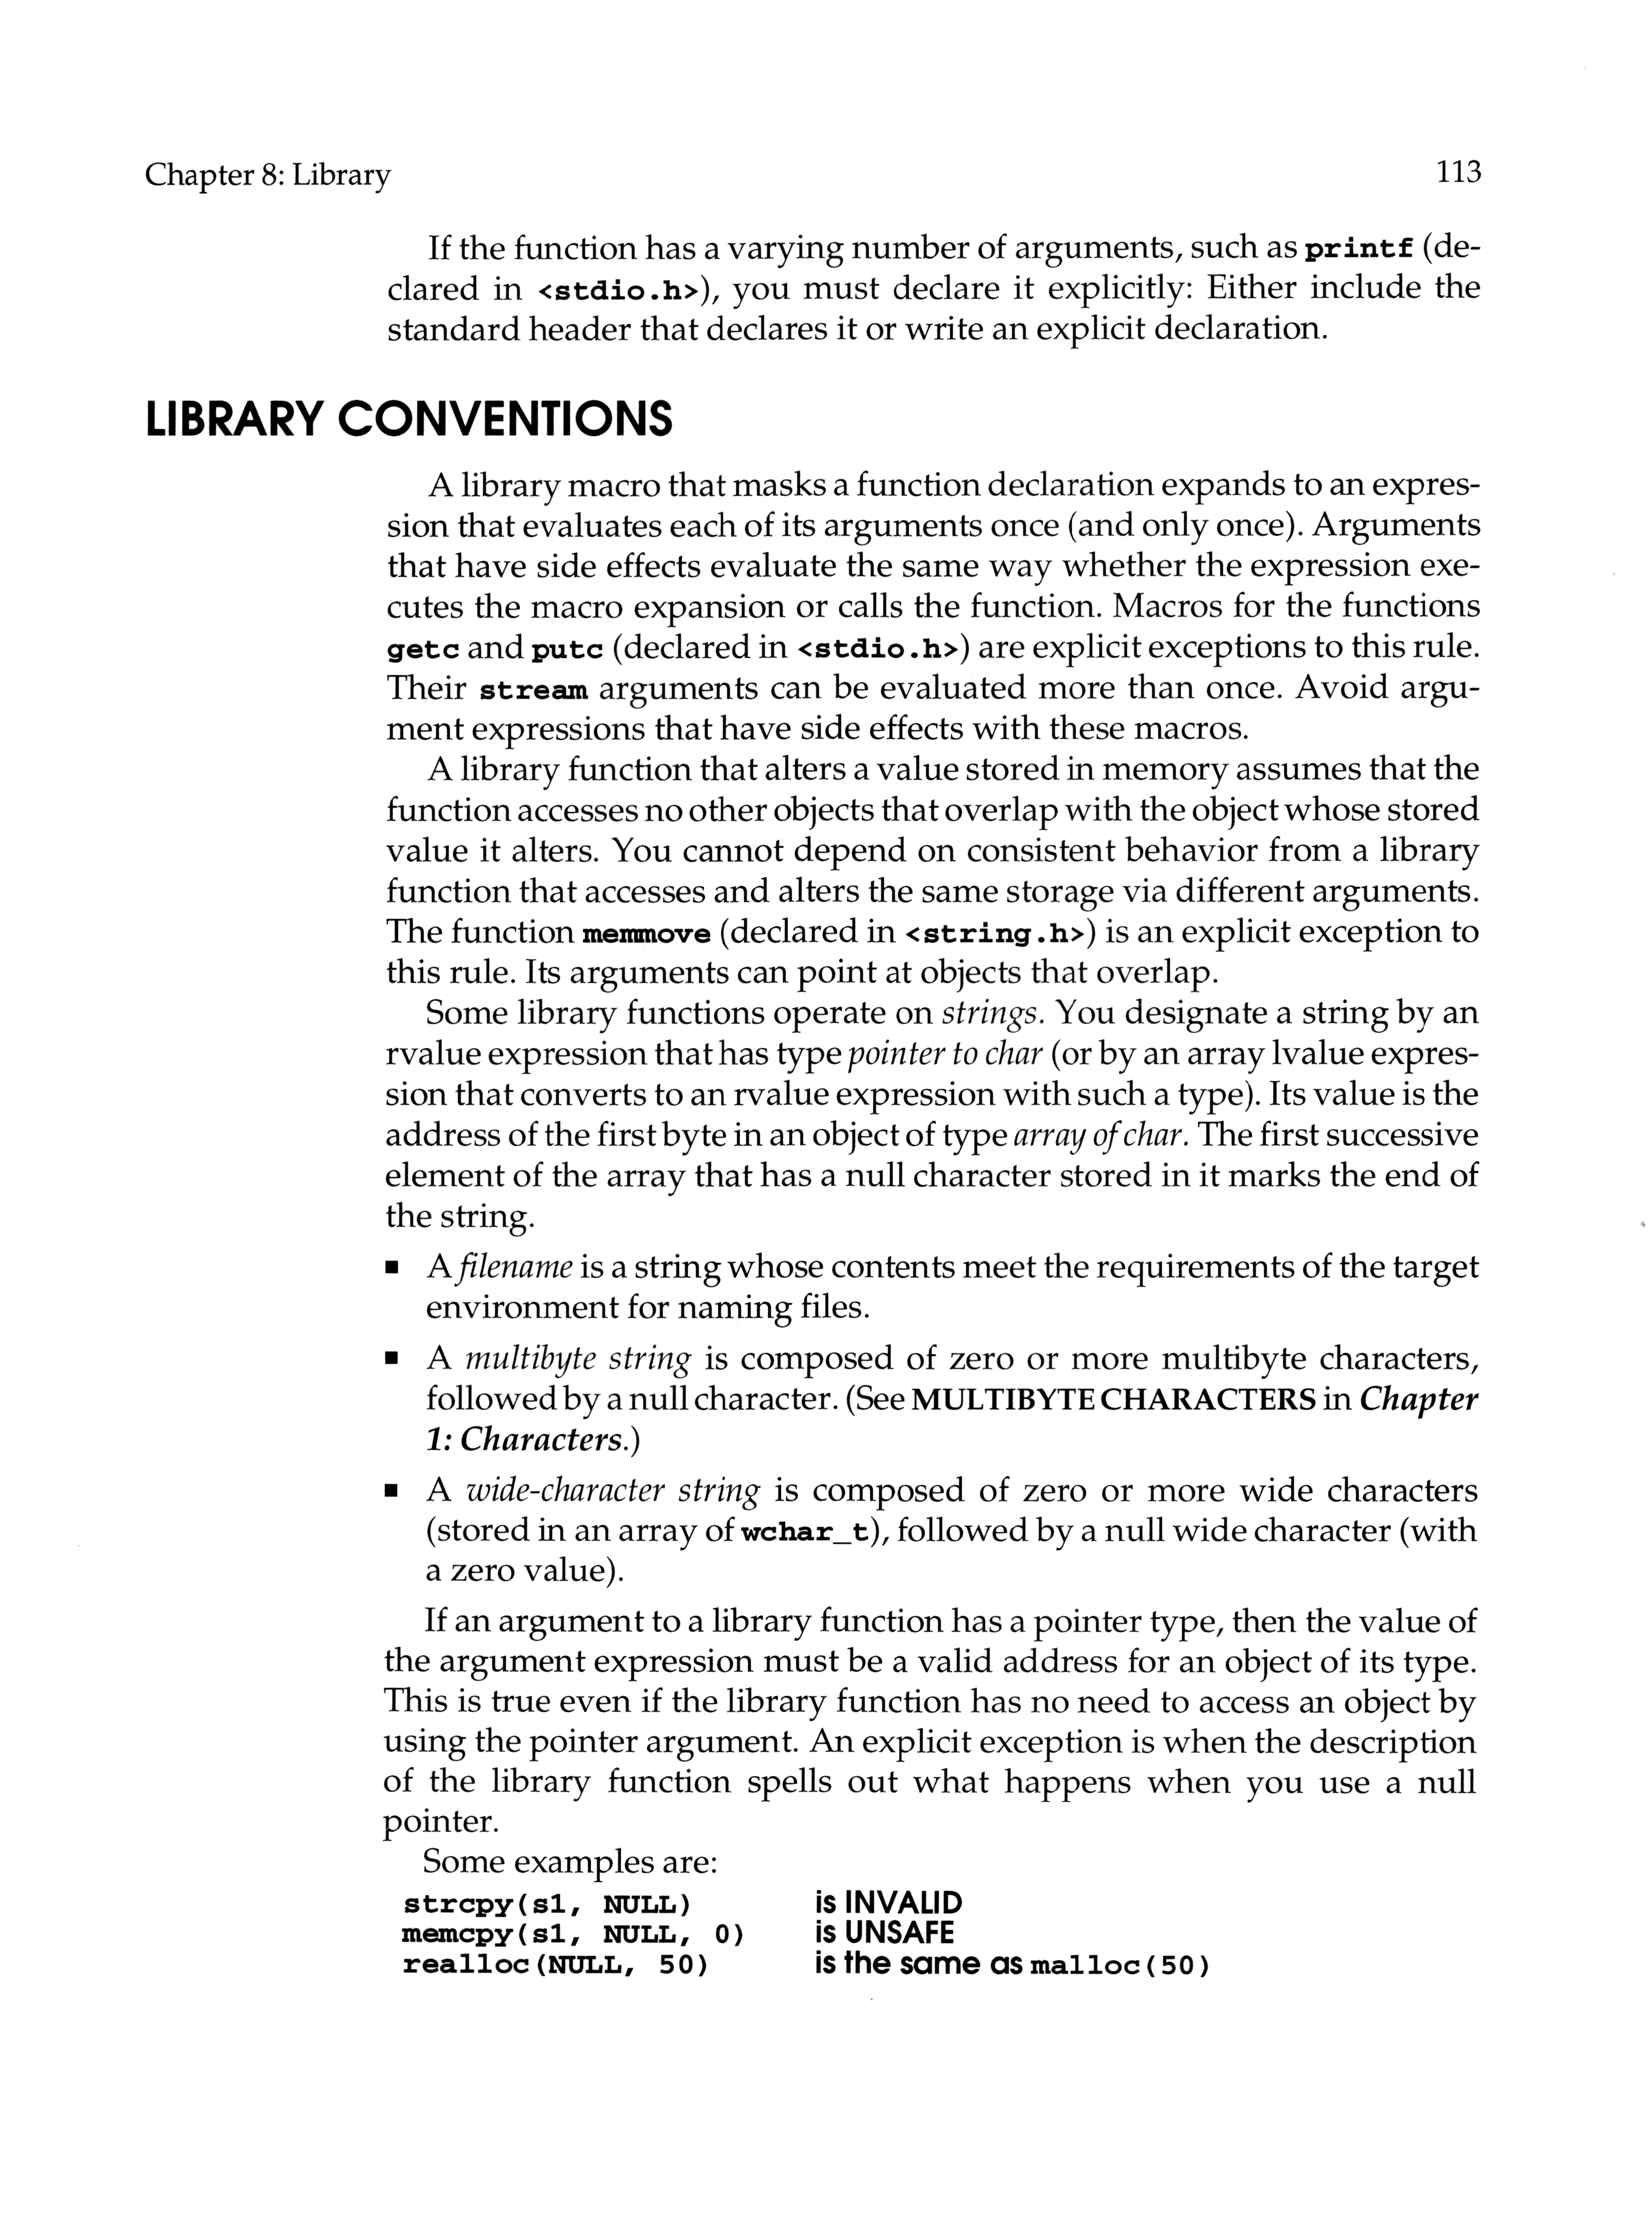 Chapter 8: Library 113
If the function has a varying number of arguments, such as printf (de-
clared in <stdio.h>), you must declare it explicitly: Either include the
standard header that declares it or write an explicit declaration.
LIBRARY CONVENTIONS
A library macro that masks a function declaration expands to an expres-
sion that evaluates each of its arguments once (and only once). Arguments
that have side effects evaluate the same way whether the expression exe-
cutes the macro expansion or calls the function. Macros for the functions
getc and putc (declared in <stdio.h>) are explicit exceptions to this rule.
Their stream arguments can be evaluated more than once. Avoid argu-
ment expressions that have side effects with these macros.
A library function that alters a value stored in memory assumes that the
function accesses no other objects that overlap with the object whose stored
value it alters. You cannot depend on consistent behavior from a library
function that accesses and alters the same storage via different arguments.
The function memmove (declared in <string.h>) is an explicit exception to
this rule. Its arguments can point at objects that overlap.
Some library functions operate on strings. You designate a string by an
rvalue expression that has type pointer to char (or by an array lvalue expres-
sion that converts to an rvalue expression with such a type). Its value is the
address of the first byte in an object of type array of char. The first successive
element of the array that has a null character stored in it marks the end of
the string.
■ A filename is a string whose contents meet the requirements of the target
environment for naming files.
■ A multibyte string is composed of zero or more multibyte characters,
followed by a null character. (See MULTIBYTE CHARACTERS in Chapter
1: Characters.)
■ A wide-character string is composed of zero or more wide characters
(stored in an array of wchar_t), followed by a null wide character (with
a zero value).
If an argument to a library function has a pointer type, then the value of
the argument expression must be a valid address for an object of its type.
This is true even if the library function has no need to access an object by
using the pointer argument. An explicit exception is when the description
of the library function spells out what happens when you use a null
pointer.
Some examples are:
strcpy(s1, NULL) is INVALID
memcpy(s1, NULL, 0) is UNSAFE
realloc(NULL, 50) is the same as malloc(50)